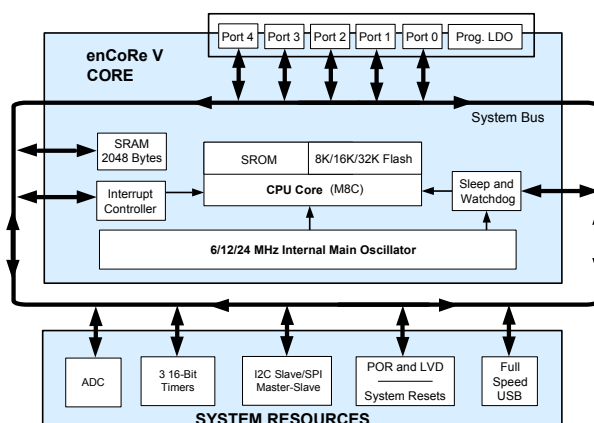 Port 4 Port 3 Port 2 Port 1 Port 0 Prog. LDO
enCoRe V
CORE
System Bus
SRAM
2048 Bytes
SROM 8K/16K/32K Flash
CPU Core (M8C)
Interrupt
Controller
Sleep and
Watchdog
6/12/24 MHz Internal Main Oscillator
ADC
3 16-Bit
Timers
I2C Slave/SPI
Master-Slave
POR and LVD
System Resets
Full
Speed
USB
SYSTEM RESOURCES